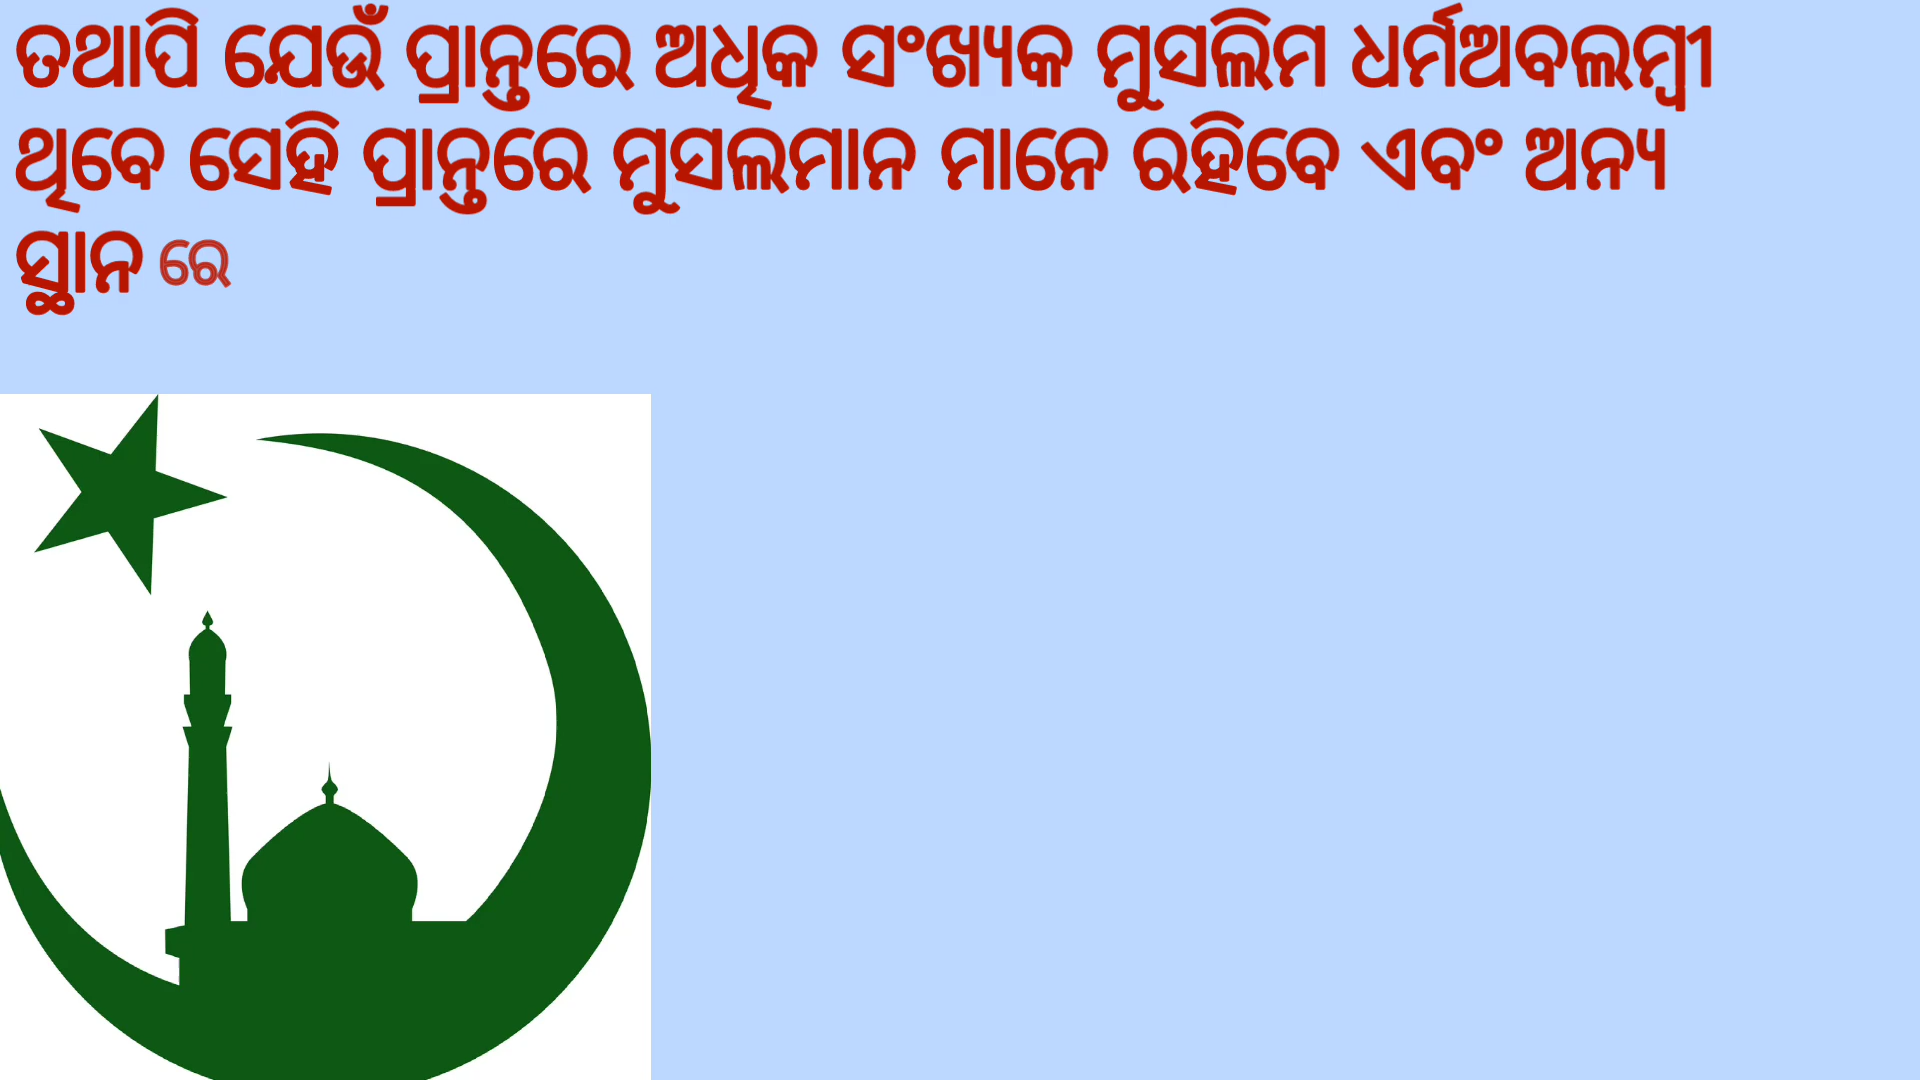 ତଥାପି ଯେଉଁ ପ୍ରାନ୍ତରେ ଅଧିକ ସଂଖ୍ୟକ ମୁସଲିମ ଧର୍ମଅବଲମ୍ବୀ
ଥିବେ ସେହି ପ୍ରାନ୍ତରେ ମୁସଲମାନ ମାନେ ରହିବେ ଏବଂ ଅନ୍ୟ
ସ୍ଥାନ ରେ